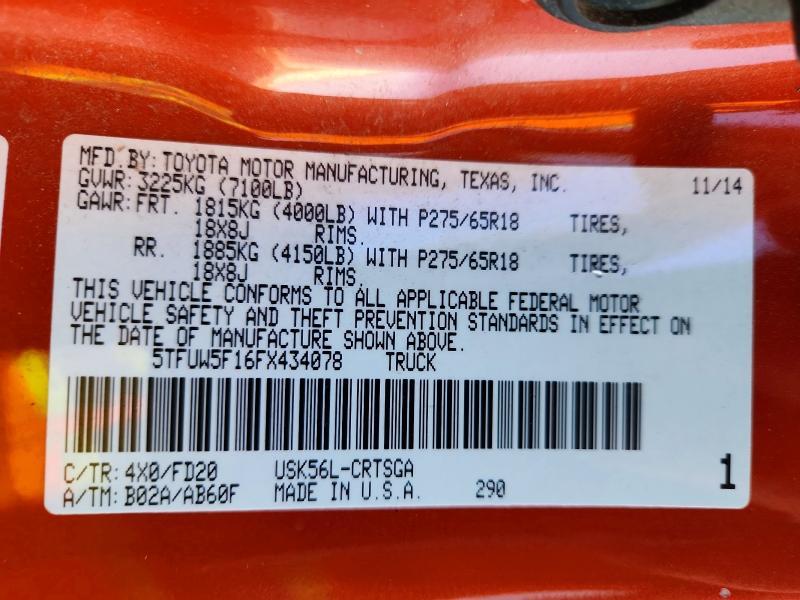 MFD.BY: TOYOTA MOTOR MANUFACTURING, TEXAS, INC. 11/14
GVWR: 3225KG (7100LB)
GAWR: FRT. 1815KG (4000LB) WITH P275/65R18 TIRES,
18X8J RIMS.
RR. 1885KG (4150LB) WITH P275/65R18 TIRES,
18X8J RIMS.
THIS VEHICLE CONFORMS TO ALL APPLICABLE FEDERAL MOTOR
VEHICLE SAFETY AND THEFT PREVENTION STANDARDS IN EFFECT ON
THE DATE OF MANUFACTURE SHOWN ABOVE.
5TFUW5F16FX434078 TRUCK
C/TR: 4X0/FD20 USK56L-CRTSGA 1
A/TM: B02A/AB60F MADE IN U.S.A. 290